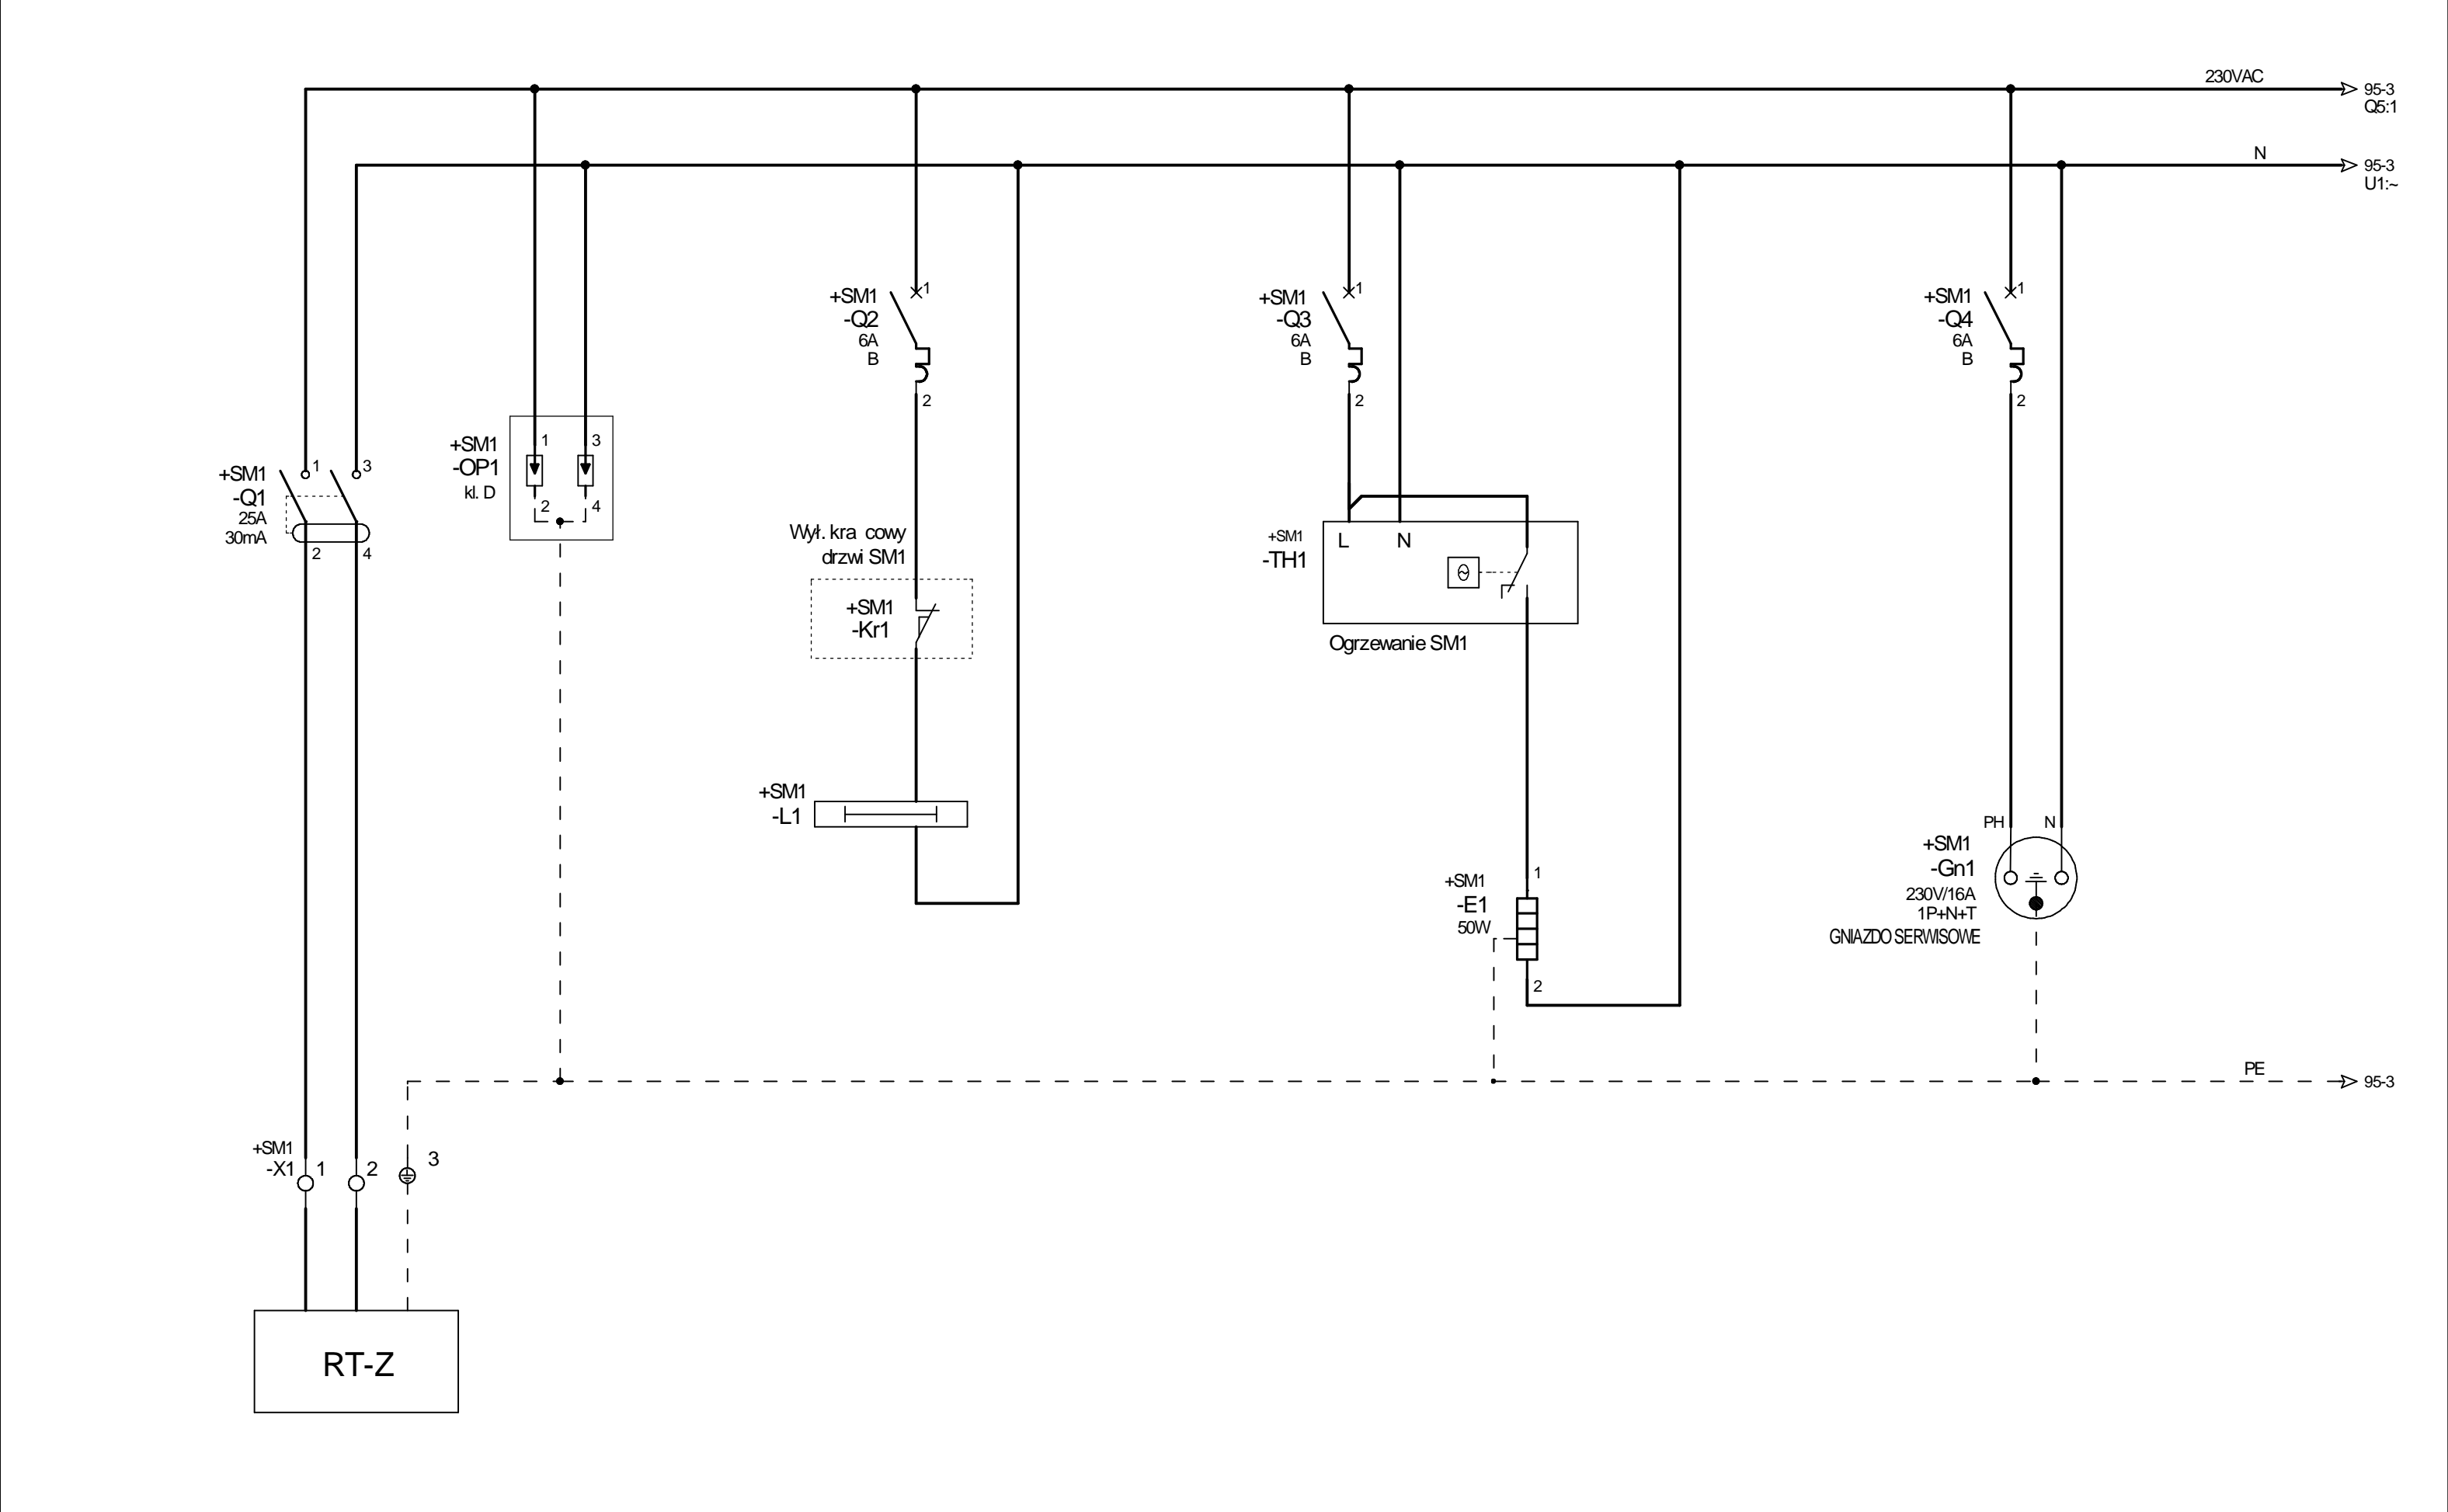 230VAC
95-3
Q5:1
N
95-3
U1:~
+SM1
-Q1
25A
30mA
1
3
2
4
+SM1
-OP1
kl. D
1
3
2
4
+SM1
-Q2
6A
B
1
2
Wył. kra cowy
drzwi SM1
+SM1
-Kr1
+SM1
-L1
+SM1
-Q3
6A
B
1
2
+SM1
-TH1
L
N
Ogrzewanie SM1
+SM1
-E1
50W
1
2
+SM1
-Q4
6A
B
1
2
PH
N
+SM1
-Gn1
230V/16A
1P+N+T
GNIAZDO SERWISOWE
PE
95-3
+SM1
-X1
1
2
3
RT-Z